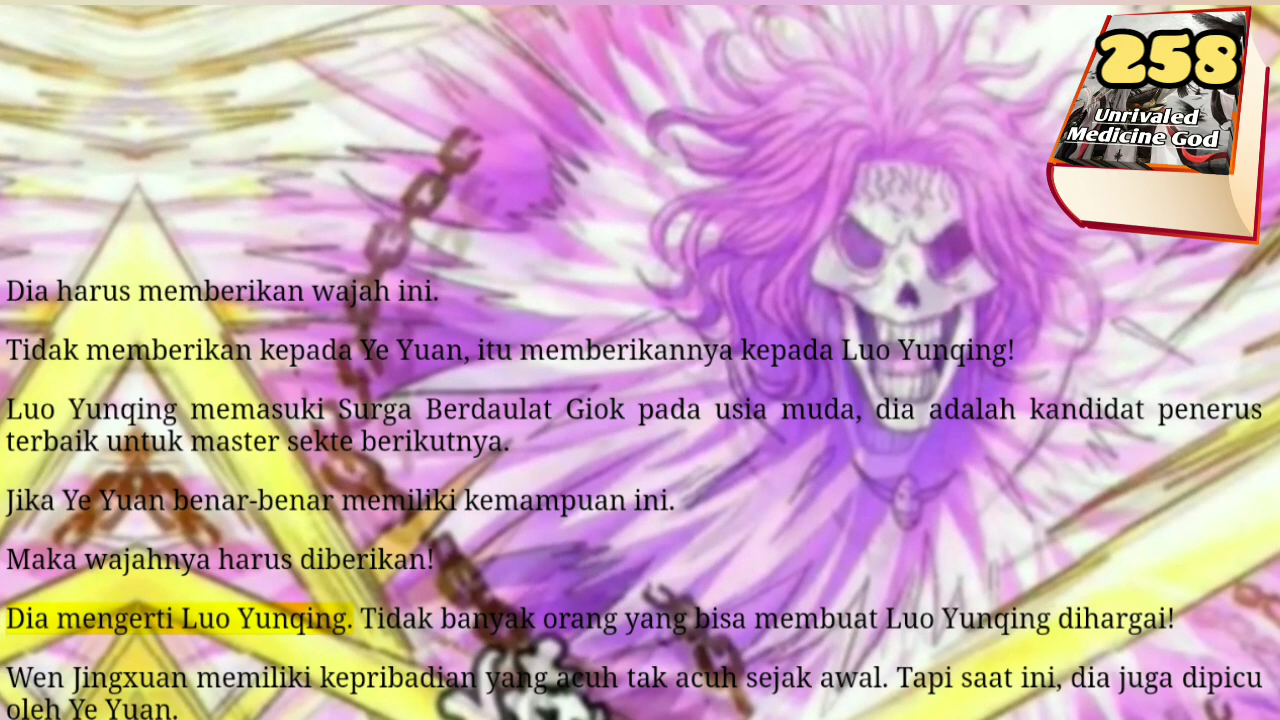 258
Unrivaled
Medicine God
Dia harus memberikan wajah ini.
Tidak memberikan kepada Ye Yuan, itu memberikannya kepada Luo Yunqing!
Luo Yunqing memasuki Surga Berdaulat Giok pada usia muda, dia adalah kandidat penerus
terbaik untuk master sekte berikutnya.
Jika Ye Yuan benar-benar memiliki kemampuan ini.
Maka wajahnya harus diberikan!
Dia mengerti Luo Yunqing. Tidak banyak orang yang bisa membuat Luo Yunqing dihargai!
Wen Jingxuan memiliki kepribadian yang acuh tak acuh sejak awal. Tapi saat ini, dia juga dipicu
oleh Ye Yuan.